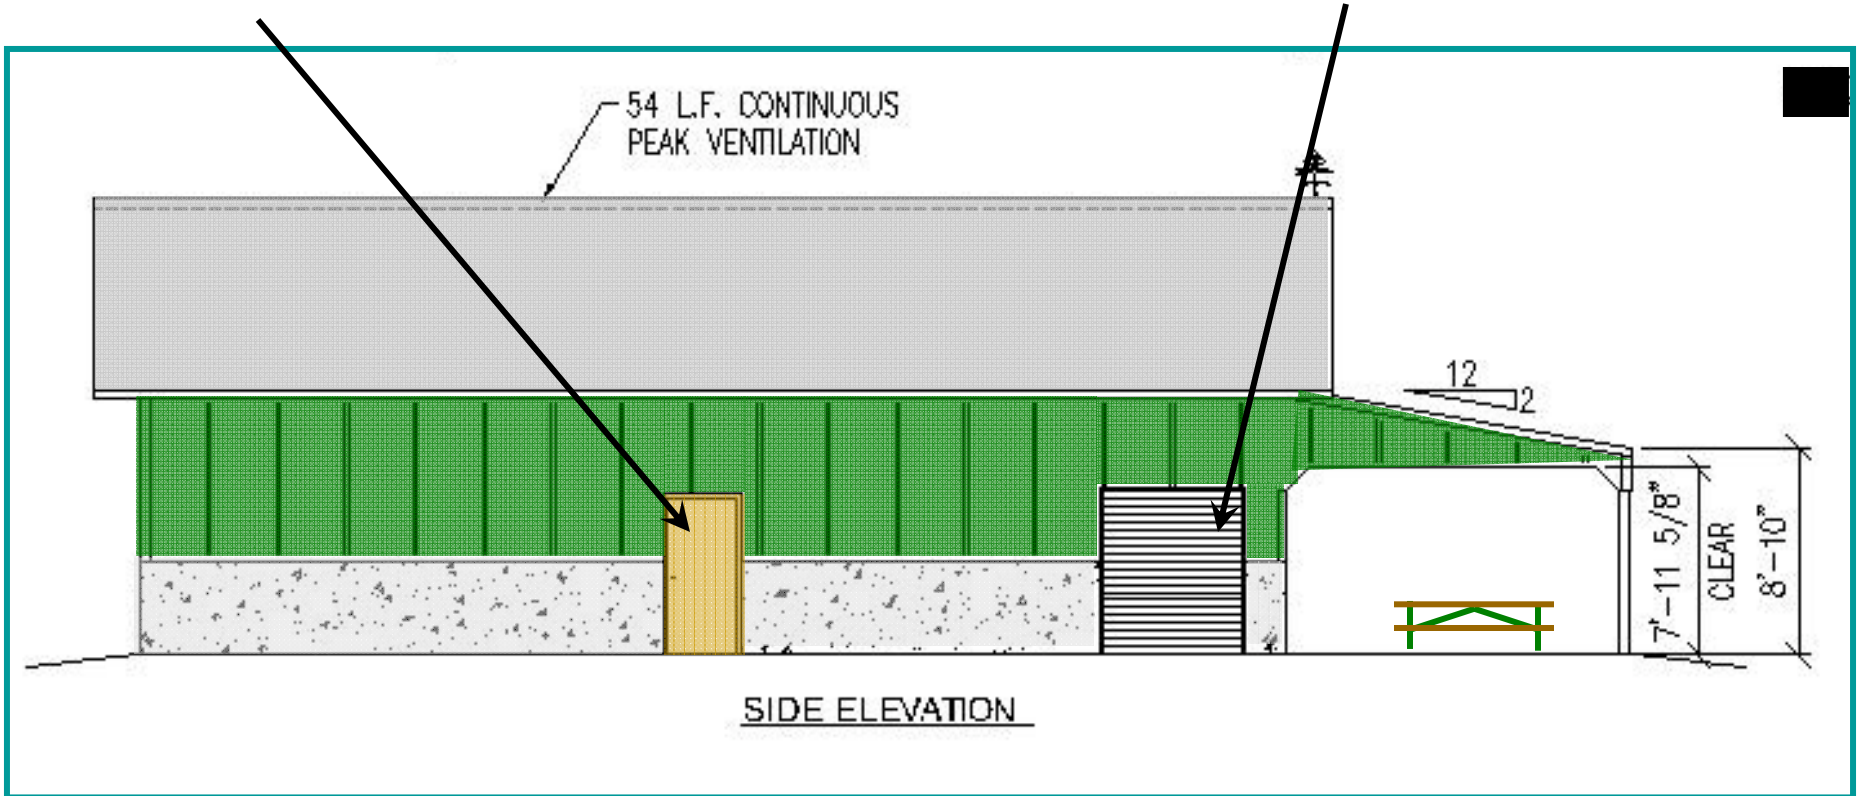 54 L.F. CONTINUOUS
PEAK VENTILATION
12
2
7'-11 5/8"
CLEAR
8'-10"
SIDE ELEVATION